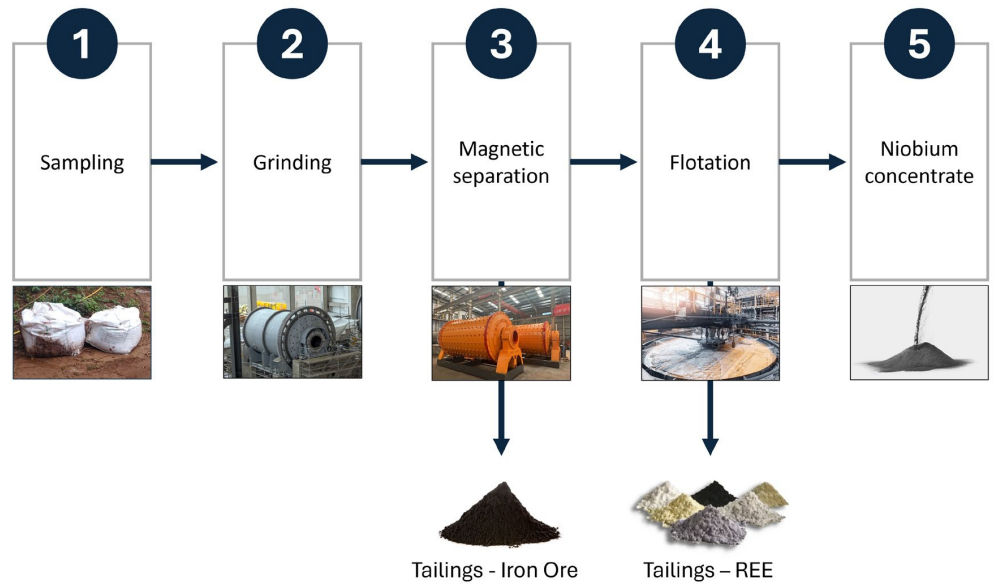 1
2
3
4
5
Sampling
Grinding
Magnetic
separation
Flotation
Niobium
concentrate
Tailings - Iron Ore
Tailings – REE